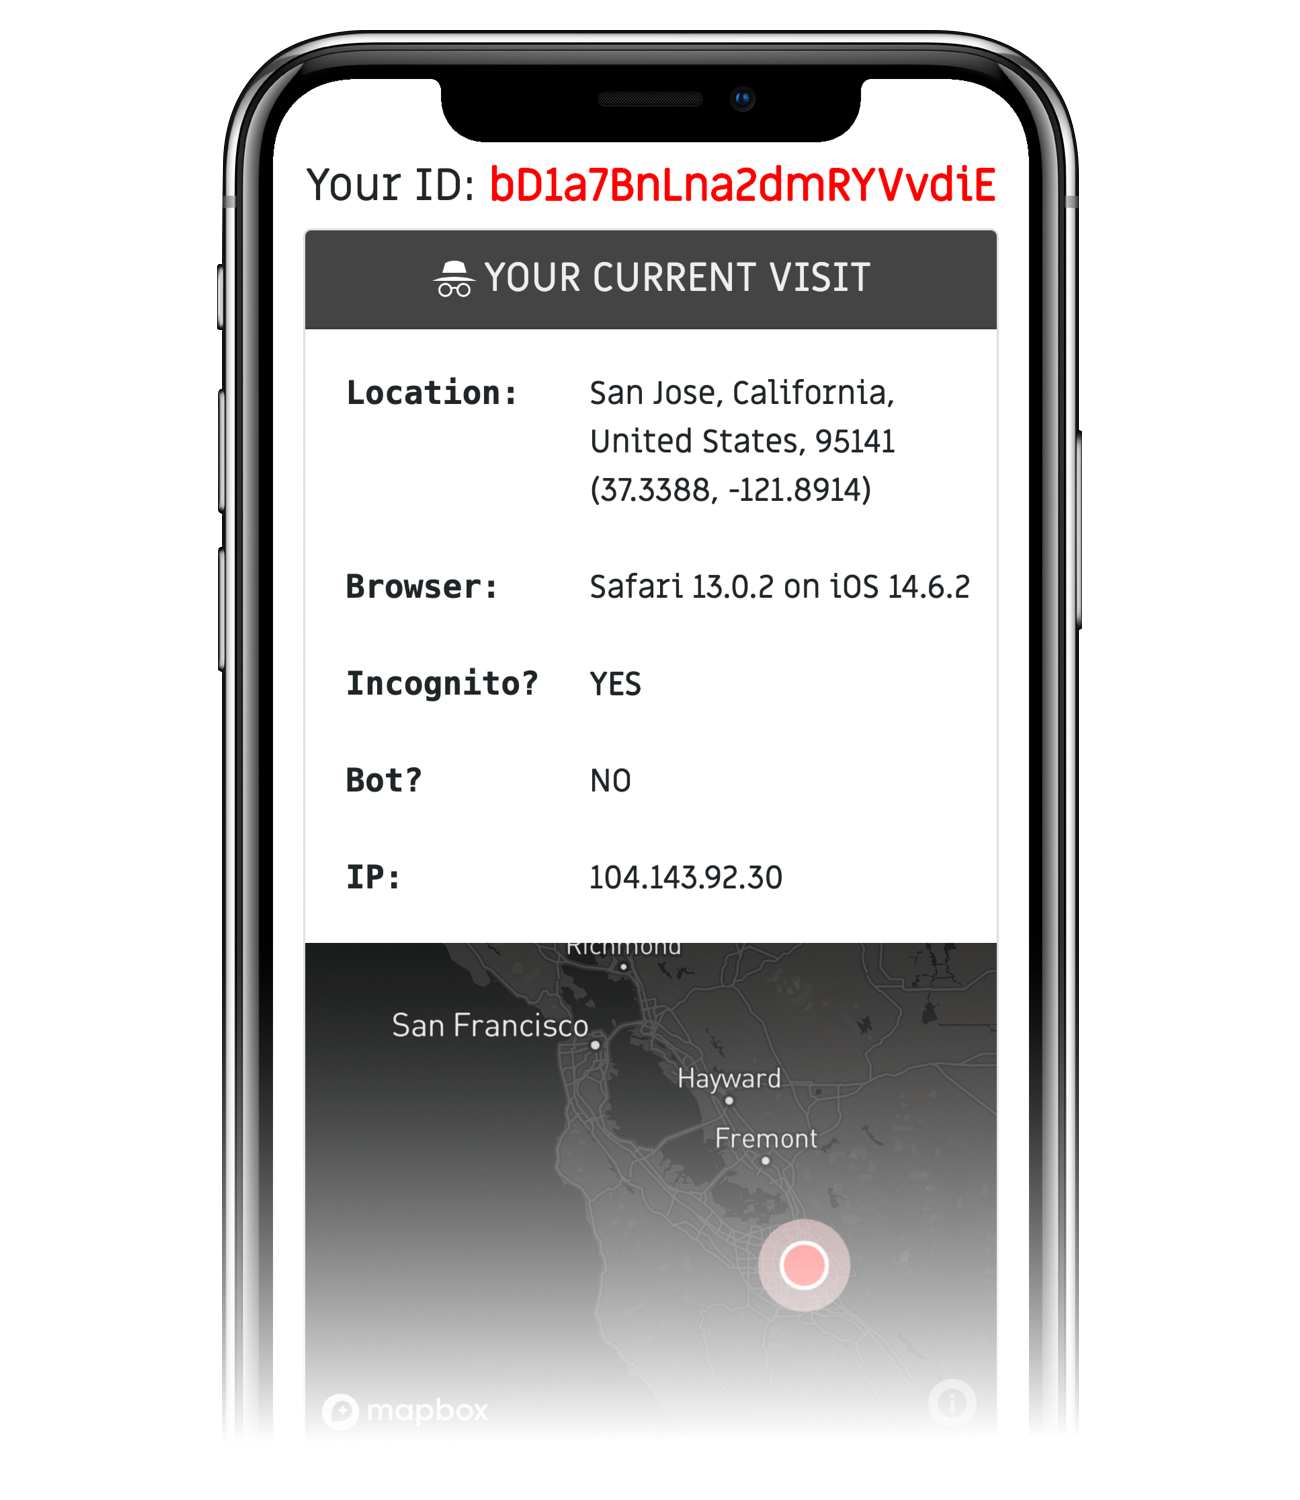 Your ID: bD1a7BnLna2dmRYVvdiE
YOUR CURRENT VISIT
Location: San Jose, California,
United States, 95141
(37.3388, -121.8914)
Browser: Safari 13.0.2 on iOS 14.6.2
Incognito? YES
Bot? NO
IP: 104.143.92.30
Richmond
San Francisco
Hayward
Fremont
mapbox